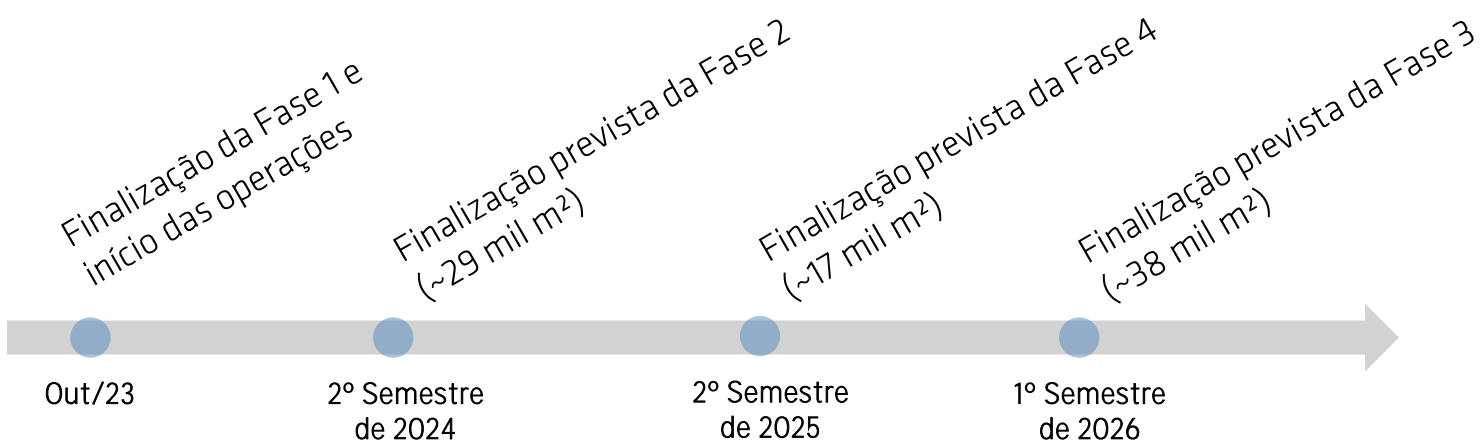 Finalização da Fase 1 e
início das operações
Finalização prevista da Fase 2
(~29 mil m²)
Finalização prevista da Fase 4
(~17 mil m²)
Finalização prevista da Fase 3
(~38 mil m²)
Out/23
2º Semestre
de 2024
2º Semestre
de 2025
1º Semestre
de 2026